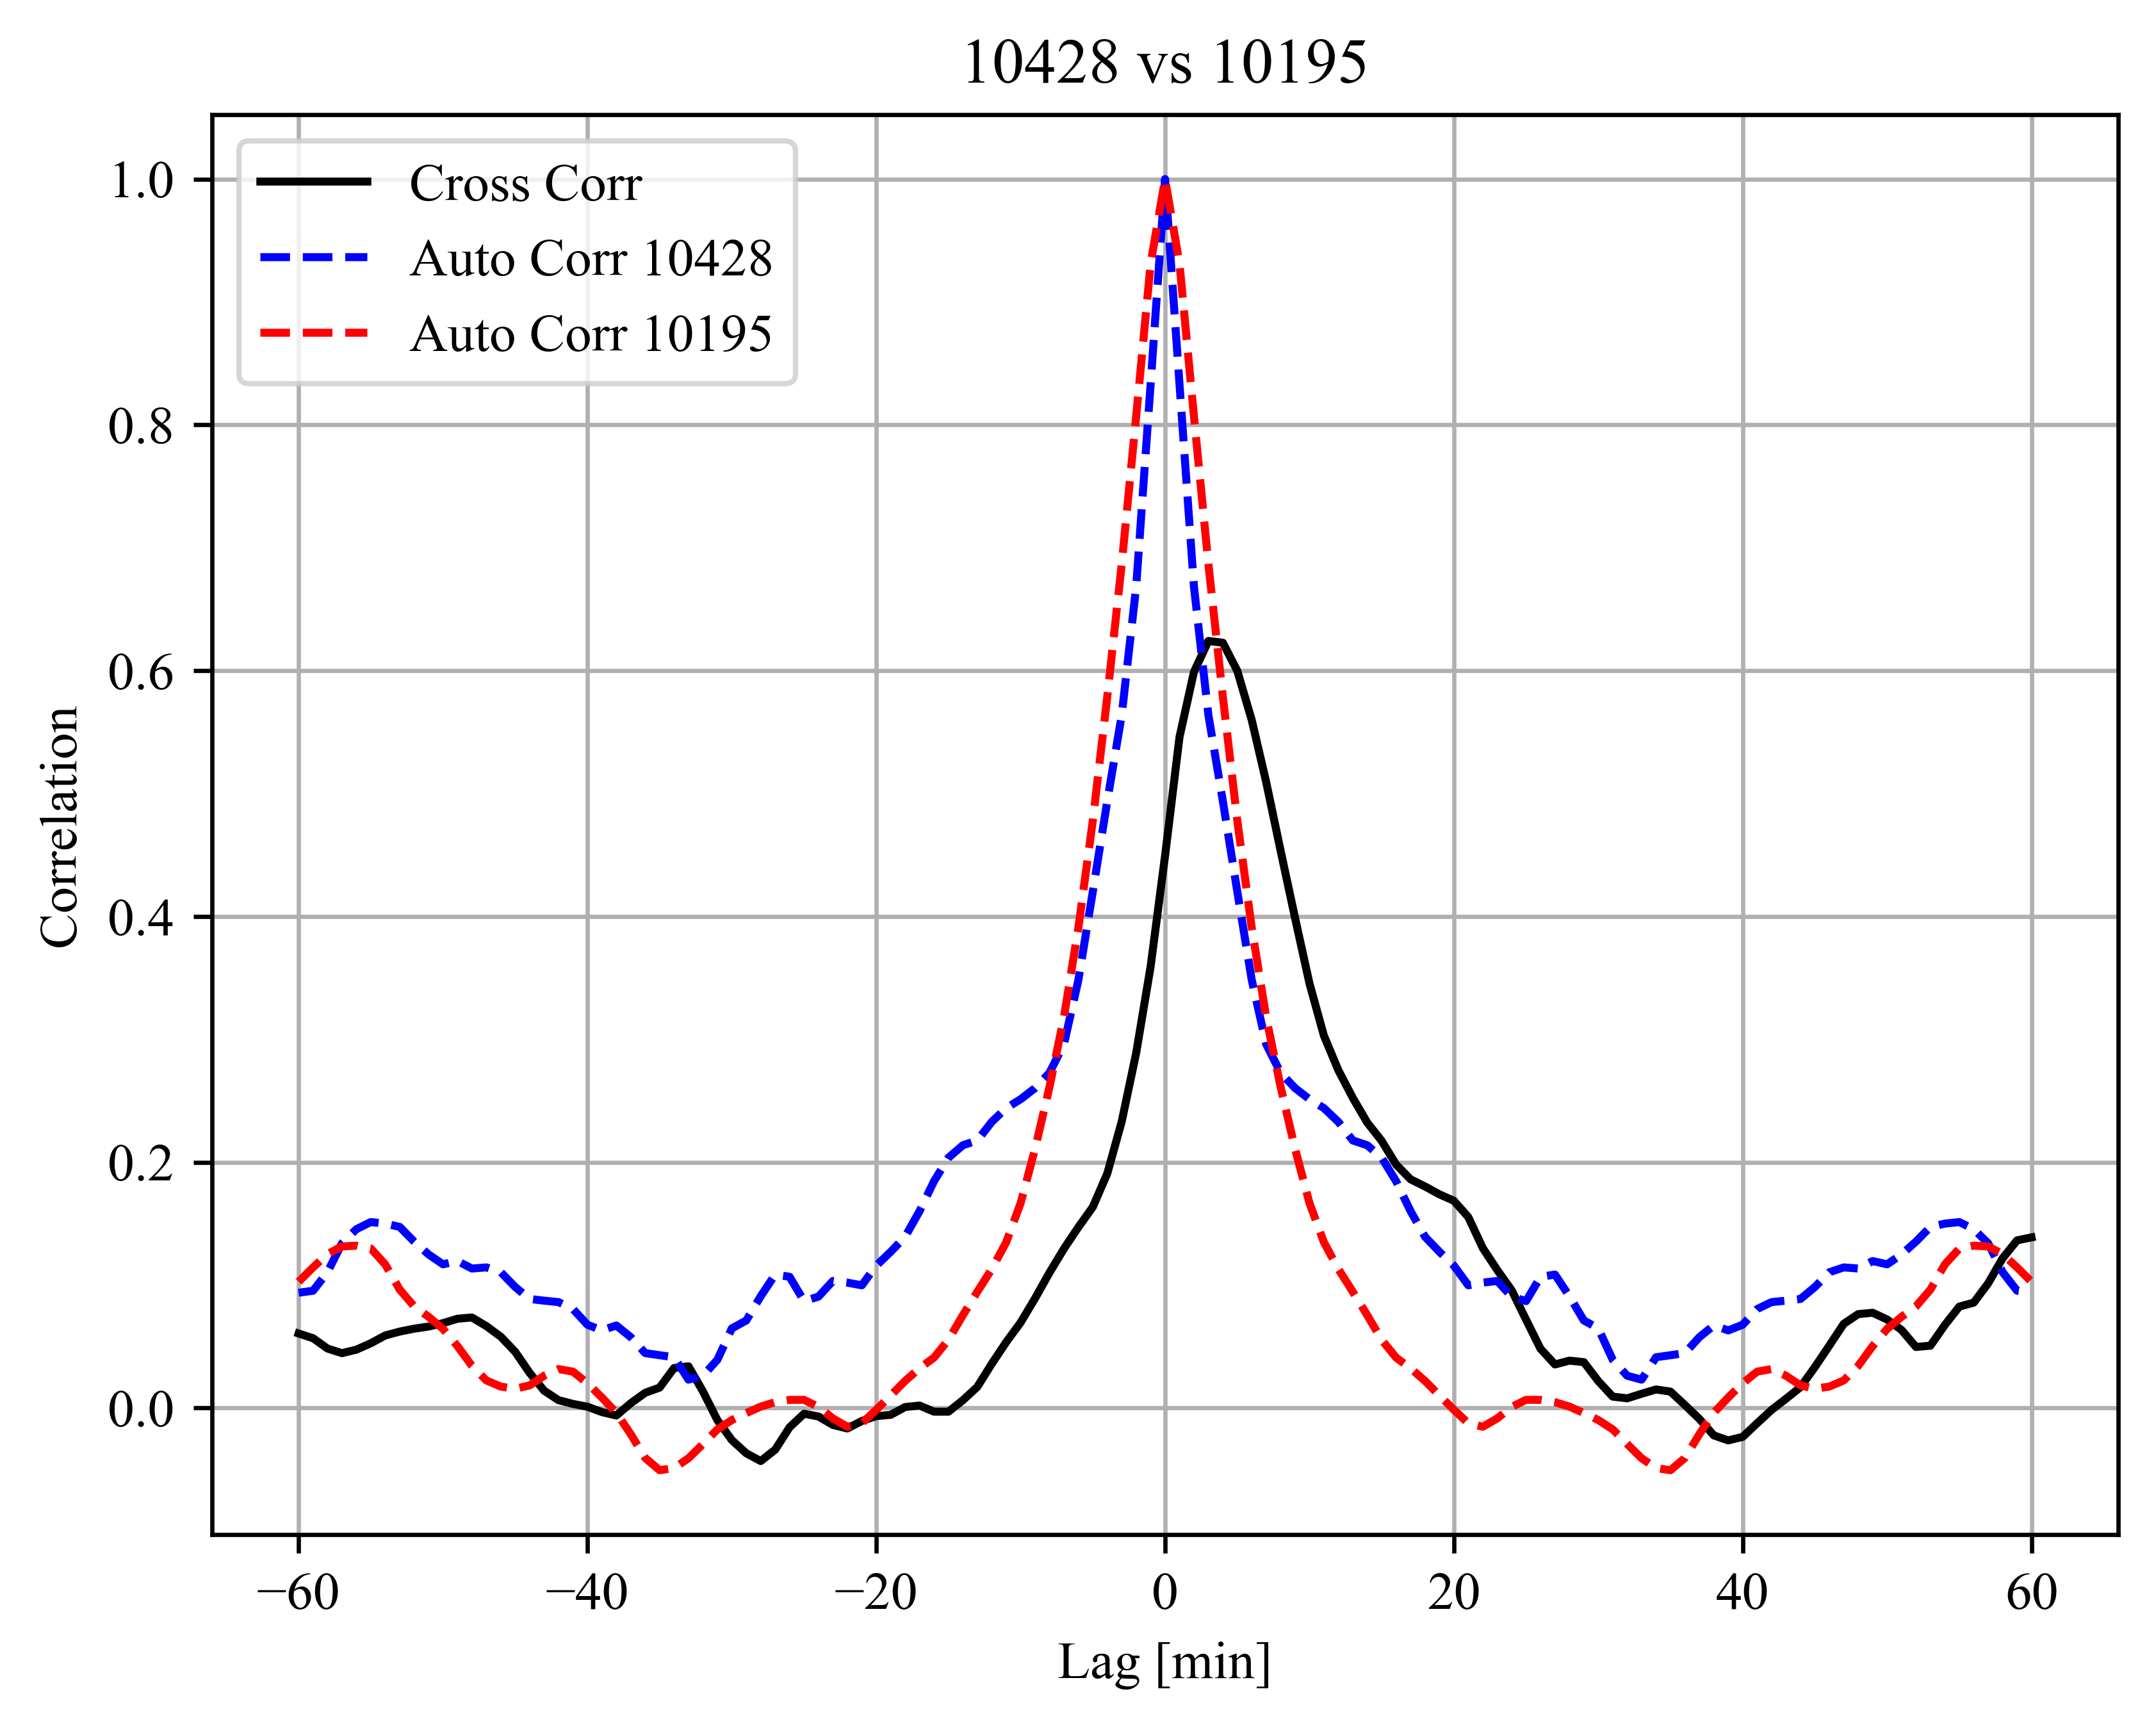 10428 vs 10195
Cross Corr
Auto Corr 10428
Auto Corr 10195
1.0
0.8
0.6
0.4
0.2
0.0
Correlation
−60
−40
−20
0
20
40
60
Lag [min]